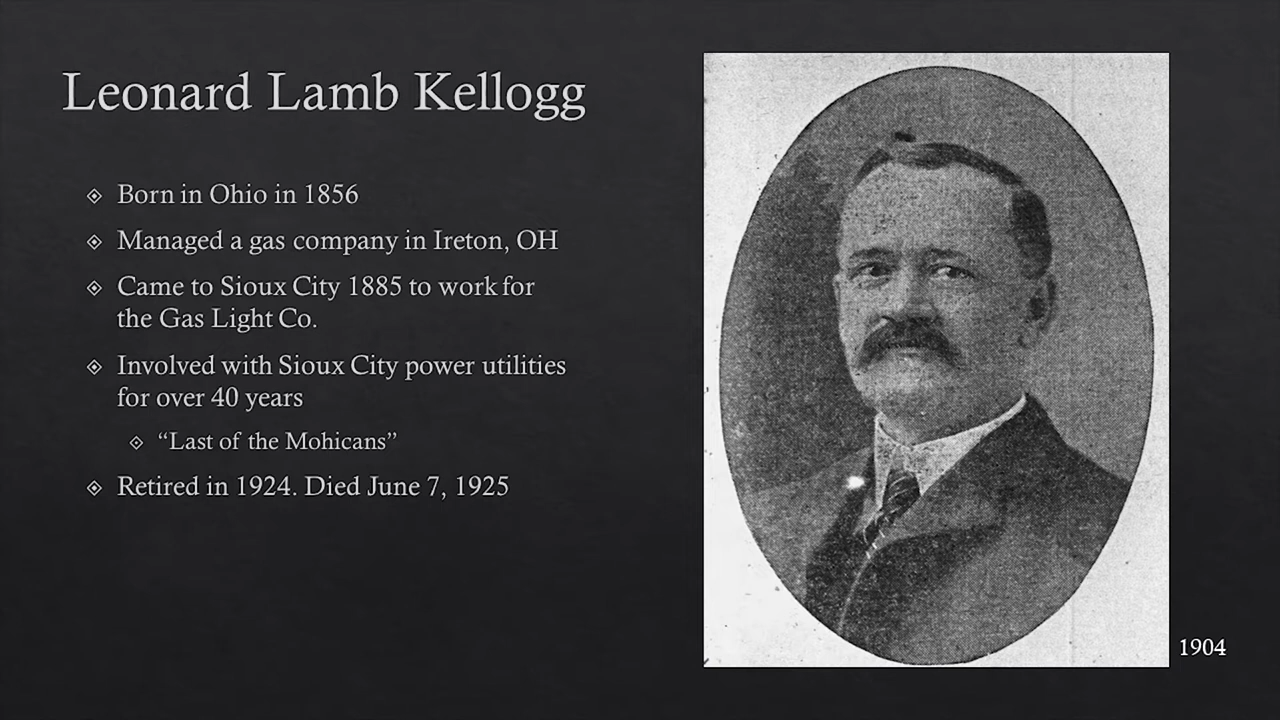 Leonard Lamb Kellogg
Born in Ohio in 1856
Managed a gas company in Ireton, OH
Came to Sioux City 1885 to work for
the Gas Light Co.
Involved with Sioux City power utilities
for over 40 years
“Last of the Mohicans”
Retired in 1924. Died June 7, 1925
1904